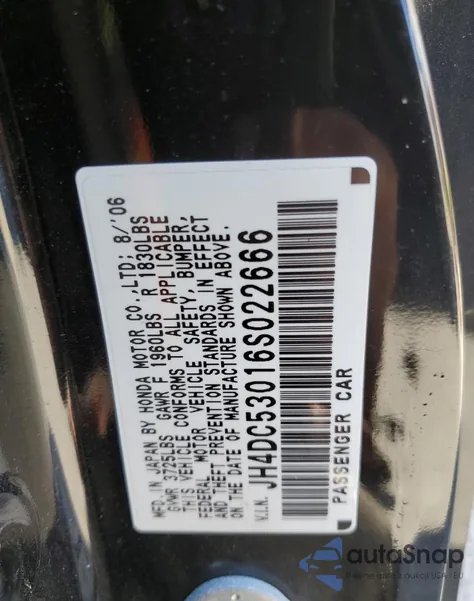 MFD. IN JAPAN BY HONDA MOTOR CO.,LTD; 8/'06
GVWR 3725LBS GAWR F 1960LBS R 1830LBS
THIS VEHICLE CONFORMS TO ALL APPLICABLE
FEDERAL MOTOR VEHICLE SAFETY, BUMPER,
AND THEFT PREVENTION STANDARDS IN EFFECT
ON THE DATE OF MANUFACTURE SHOWN ABOVE.
V.I.N. JH4DC53016S022666
PASSENGER CAR
autoSnap